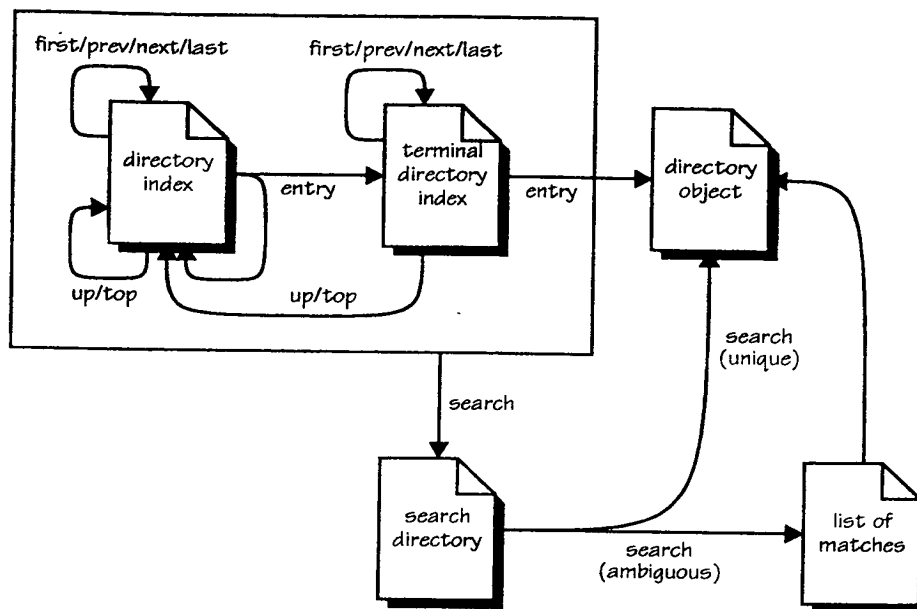 first/prev/next/last
first/prev/next/last
directory
index
entry
terminal
directory
index
entry
directory
object
up/top
up/top
search
(unique)
search
search
directory
search
(ambiguous)
list of
matches